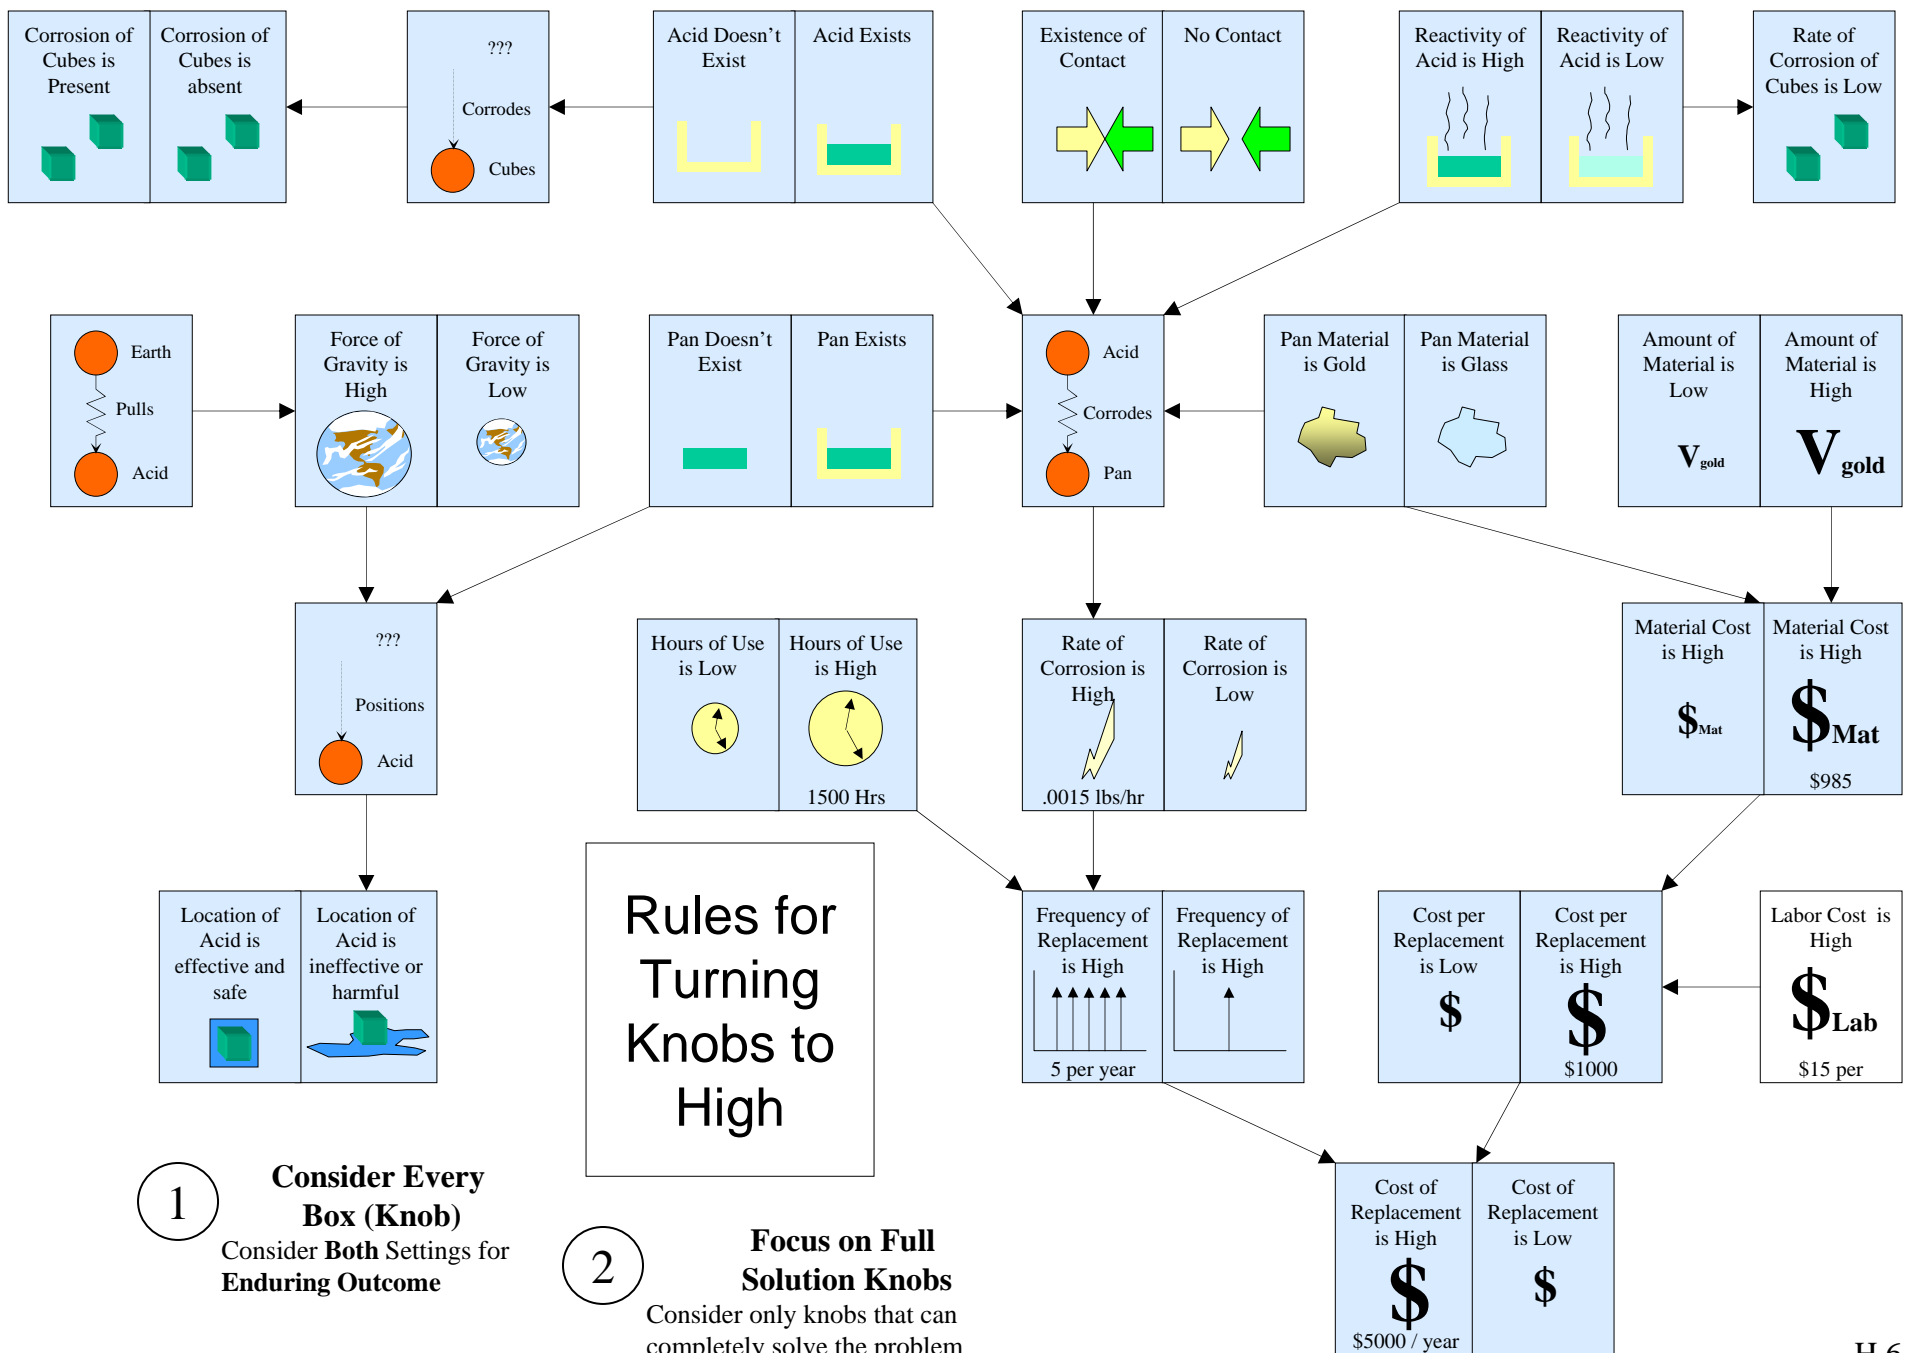 Corrosion of
Cubes is
Present
Corrosion of
Cubes is
absent
???
Corrodes
Cubes
Acid Doesn't
Exist
Acid Exists
Existence of
Contact
No Contact
Reactivity of
Acid is High
Reactivity of
Acid is Low
Rate of
Corrosion of
Cubes is Low
Earth
Pulls
Acid
Force of
Gravity is
High
Force of
Gravity is
Low
Pan Doesn't
Exist
Pan Exists
Acid
Corrodes
Pan
Pan Material
is Gold
Pan Material
is Glass
Amount of
Material is
Low
Vgold
Amount of
Material is
High
Vgold
???
Positions
Acid
Hours of Use
is Low
Hours of Use
is High
1500 Hrs
Rate of
Corrosion is
High
.0015 lbs/hr
Rate of
Corrosion is
Low
Material Cost
is High
$Mat
Material Cost
is High
$Mat
$985
Location of
Acid is
effective and
safe
Location of
Acid is
ineffective or
harmful
Rules for
Turning
Knobs to
High
Frequency of
Replacement
is High
5 per year
Frequency of
Replacement
is High
Cost per
Replacement
is Low
$
Cost per
Replacement
is High
$
$1000
Labor Cost is
High
$Lab
$15 per
1
Consider Every
Box (Knob)
Consider Both Settings for
Enduring Outcome
2
Focus on Full
Solution Knobs
Consider only knobs that can
completely solve the problem
Cost of
Replacement
is High
$
$5000 / year
Cost of
Replacement
is Low
$
H-6